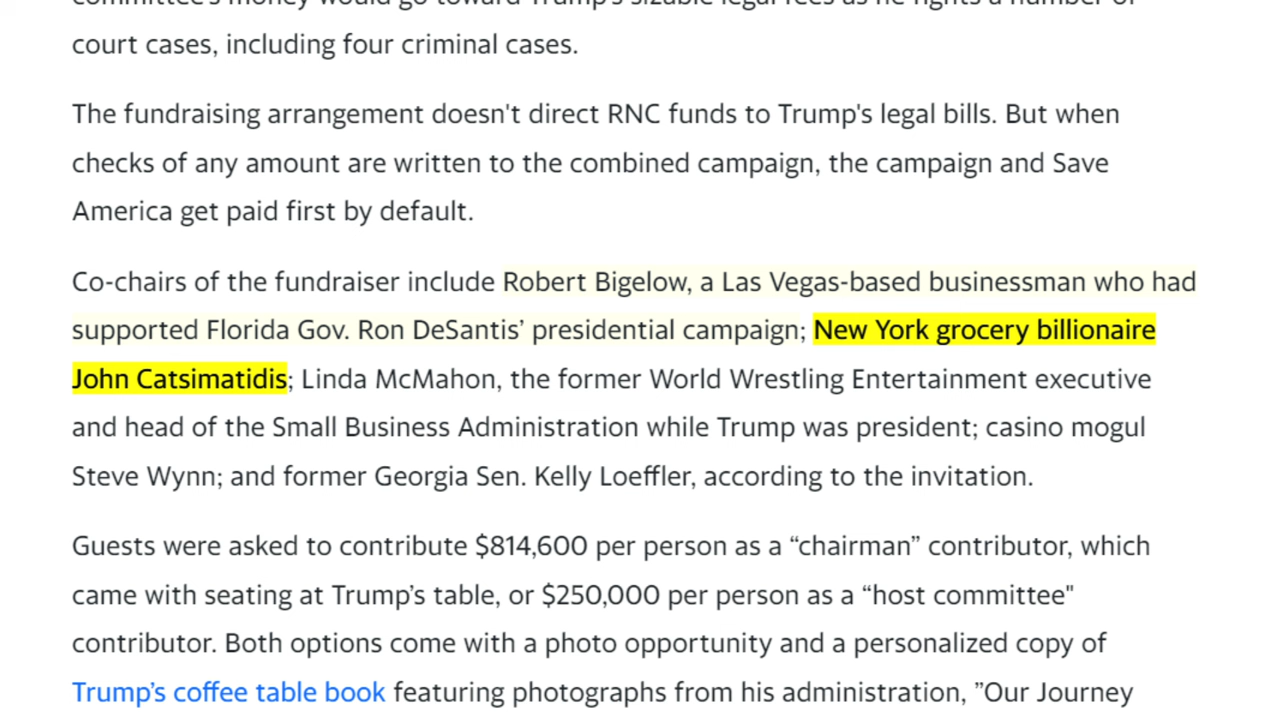 committee's money would go toward Trump's sizable legal fees as he fights a number of
court cases, including four criminal cases.
The fundraising arrangement doesn't direct RNC funds to Trump's legal bills. But when
checks of any amount are written to the combined campaign, the campaign and Save
America get paid first by default.
Co-chairs of the fundraiser include Robert Bigelow, a Las Vegas-based businessman who had
supported Florida Gov. Ron DeSantis’ presidential campaign; New York grocery billionaire
John Catsimatidis; Linda McMahon, the former World Wrestling Entertainment executive
and head of the Small Business Administration while Trump was president; casino mogul
Steve Wynn; and former Georgia Sen. Kelly Loeffler, according to the invitation.
Guests were asked to contribute $814,600 per person as a “chairman” contributor, which
came with seating at Trump’s table, or $250,000 per person as a “host committee"
contributor. Both options come with a photo opportunity and a personalized copy of
Trump’s coffee table book featuring photographs from his administration, ”Our Journey